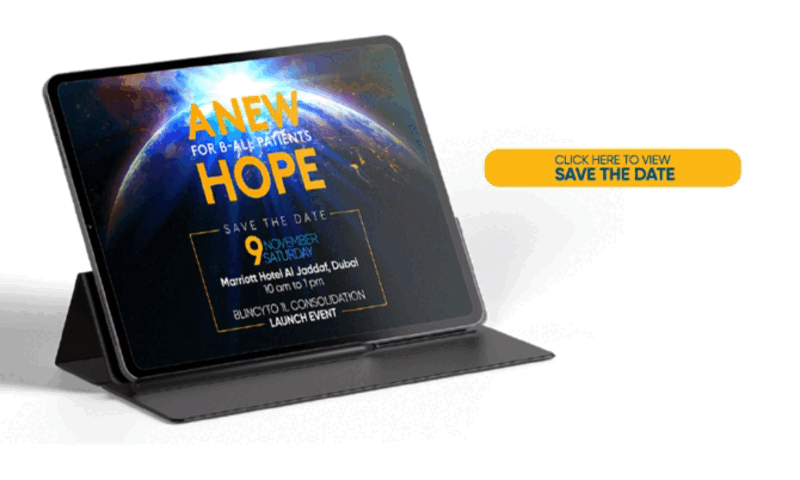 ANEW
FOR B-ALL PATIENTS
HOPE
SAVE THE DATE
9 NOVEMBER
SATURDAY
Marriott Hotel Al Jaddaf, Dubai
10 am to 1 pm
BLINCYTO 1L CONSOLIDATION
LAUNCH EVENT
CLICK HERE TO VIEW
SAVE THE DATE